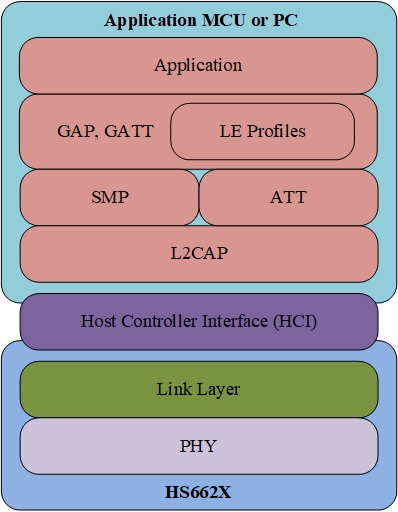 Application MCU or PC
Application
GAP, GATT
LE Profiles
SMP
ATT
L2CAP
Host Controller Interface (HCI)
Link Layer
PHY
HS662X